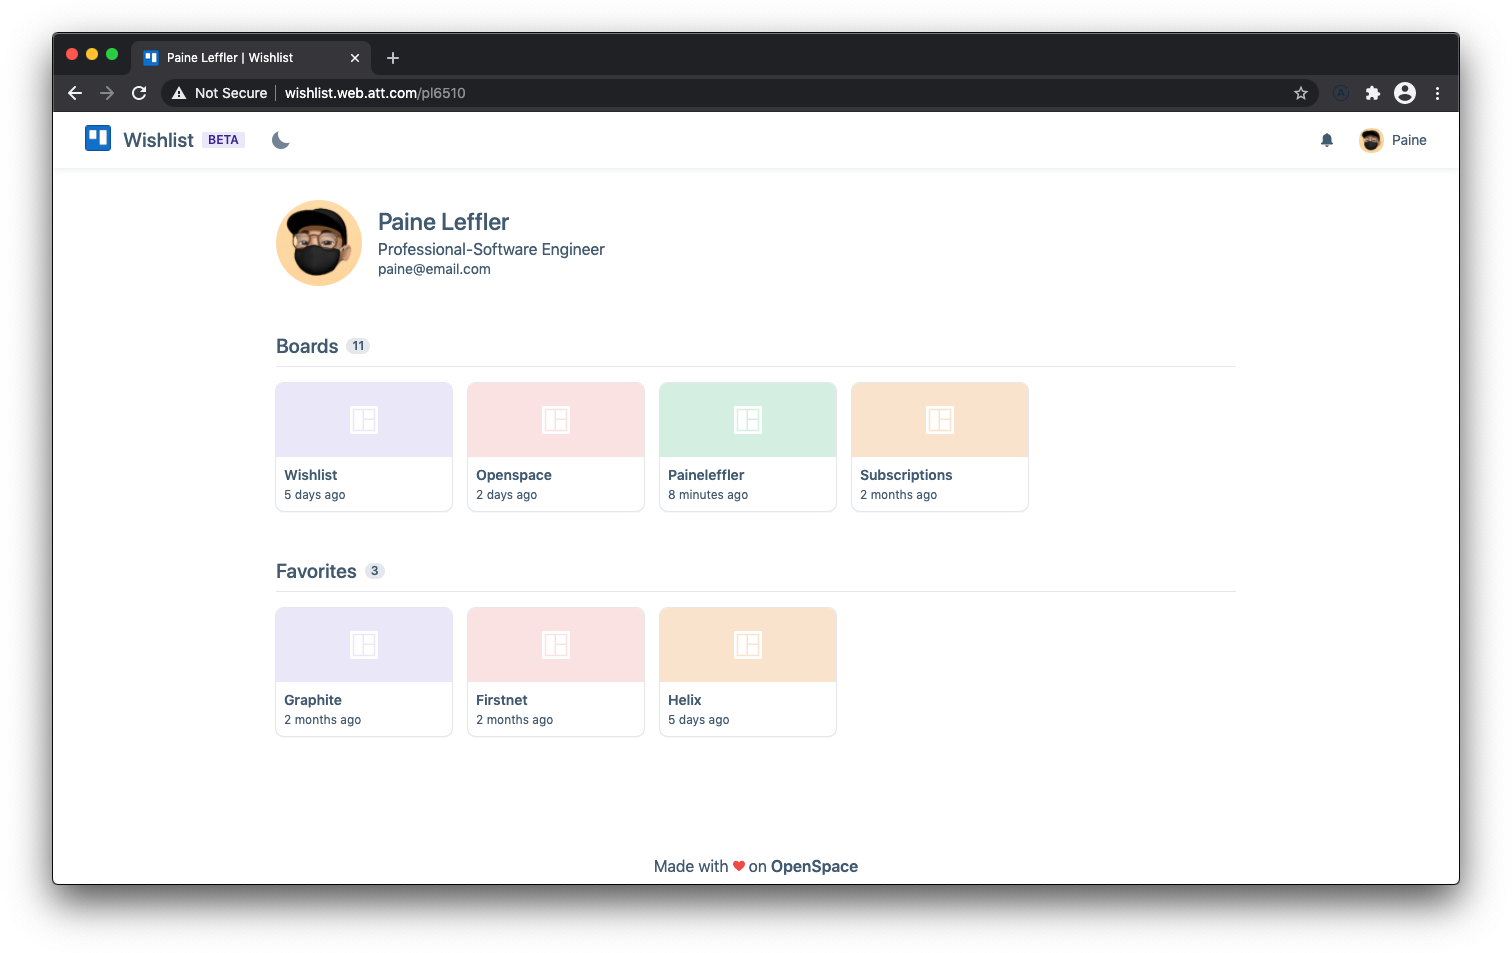 Paine Leffler | Wishlist
Not Secure
wishlist.web.att.com/pl6510
Wishlist BETA
Paine
Paine Leffler
Professional-Software Engineer
paine@email.com
Boards 11
Wishlist
5 days ago
Openspace
2 days ago
Paineleffler
8 minutes ago
Subscriptions
2 months ago
Favorites 3
Graphite
2 months ago
Firstnet
2 months ago
Helix
5 days ago
Made with ❤ on OpenSpace